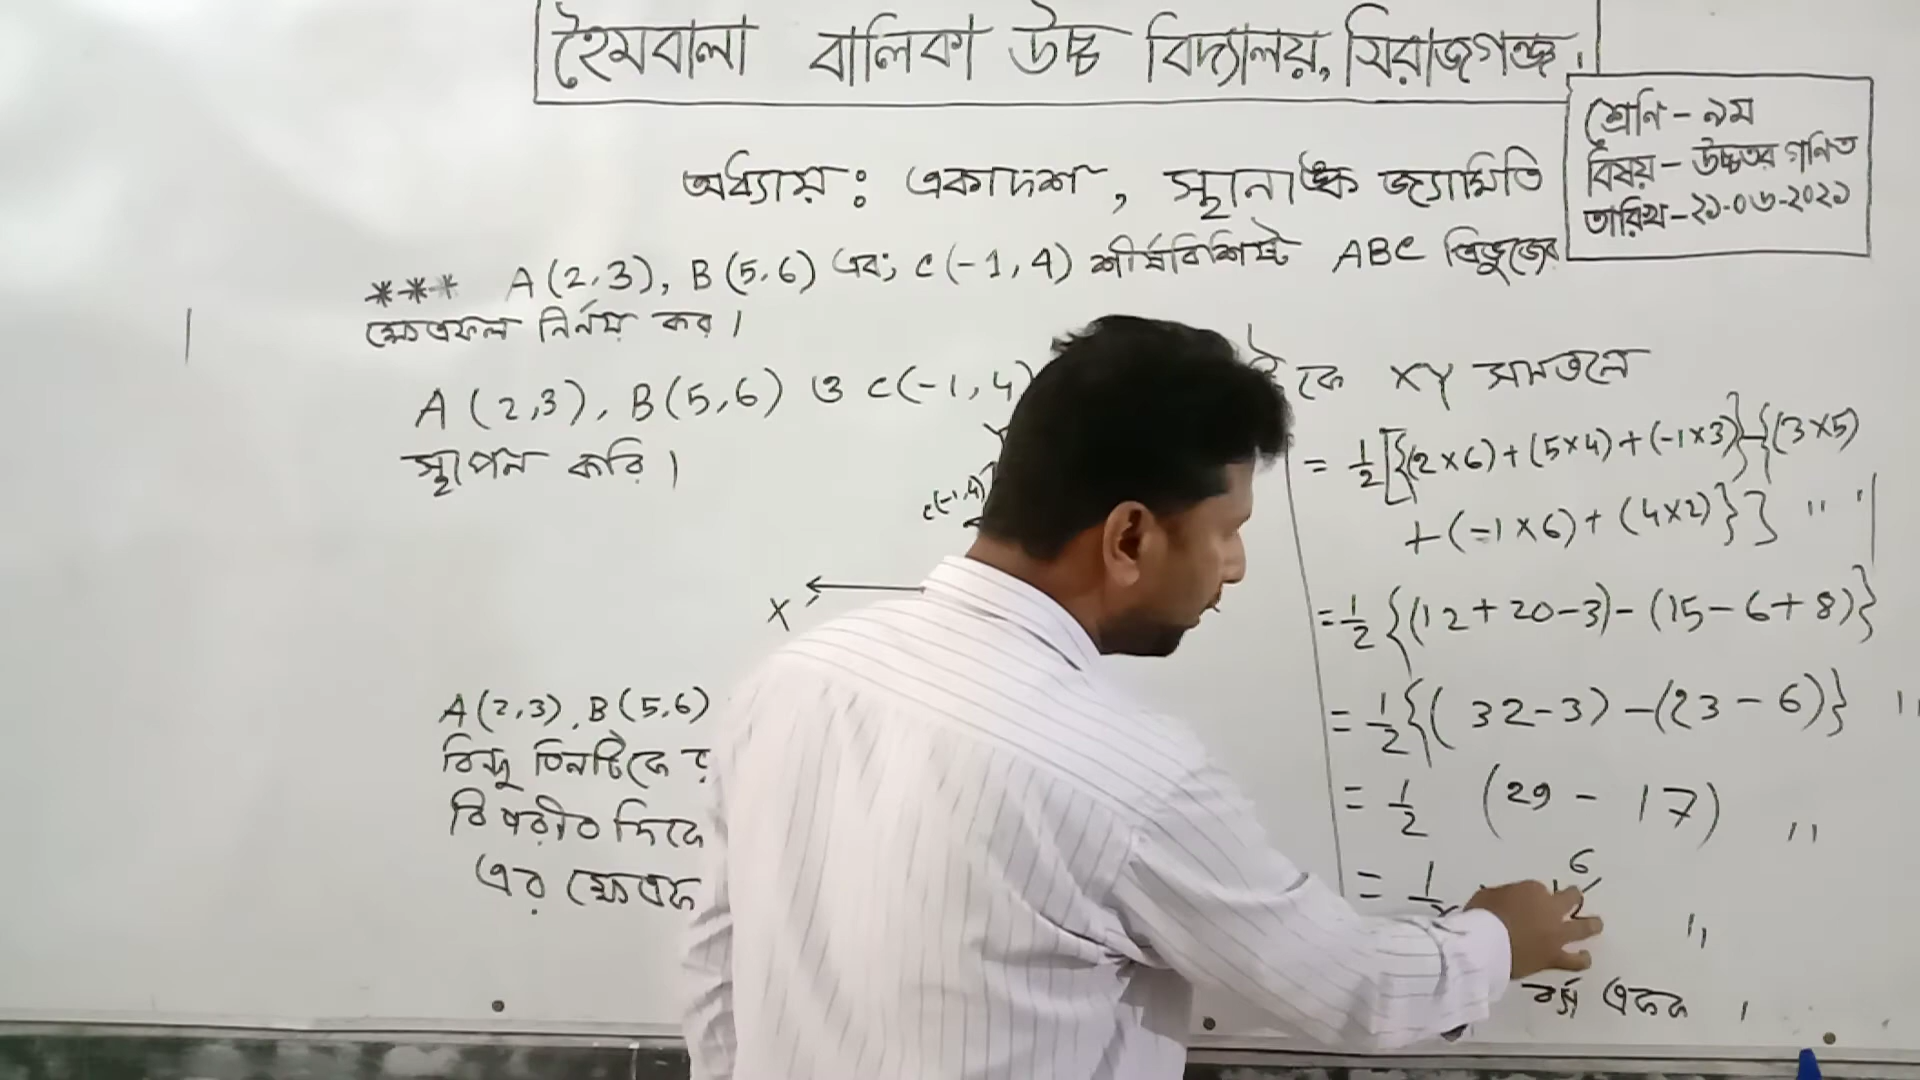 হৈমবালা বালিকা উচ্চ বিদ্যালয়, সিরাজগঞ্জ।
শ্রেনি - ৯ম
বিষয় - উচ্চতর গনিত
তারিখ - ২১-০৬-২০২১
অধ্যায়ঃ একাদশ, স্থানাঙ্ক জ্যামিতি
*** A(2,3), B(5,6) এবং C(-1,4) শীর্ষবিশিষ্ট ABC ত্রিভুজের
ক্ষেত্রফল নির্নয় কর।
A(2,3), B(5,6) ও C(-1,4) কে XY সমতলে
স্থাপন করি।
C(-1,4)
X
A(2,3), B(5,6)
বিন্দু তিনটিকে
বিপরীত দিকে
এর
= 1/2 [{(2×6)+(5×4)+(-1×3)}-{(3×5)
+(-1×6)+(4×2)}] ,,
= 1/2 {(12+20-3)-(15-6+8)}
= 1/2 {(32-3)-(23-6)} ,,
= 1/2 (29-17) ,,
= 1/2 6 ,,
বর্গ একক।